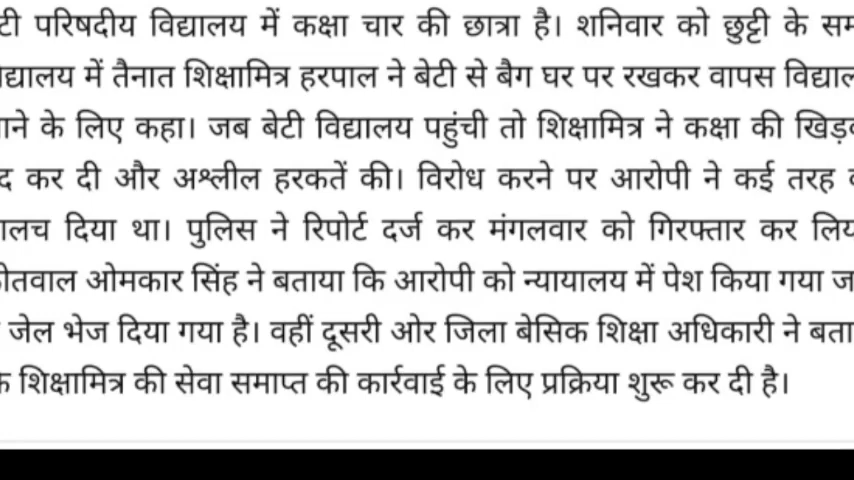 टी परिषदीय विद्यालय में कक्षा चार की छात्रा है। शनिवार को छुट्टी के सम
द्यालय में तैनात शिक्षामित्र हरपाल ने बेटी से बैग घर पर रखकर वापस विद्याल
ाने के लिए कहा। जब बेटी विद्यालय पहुंची तो शिक्षामित्र ने कक्षा की खिड़
द कर दी और अश्लील हरकतें की। विरोध करने पर आरोपी ने कई तरह
ालच दिया था। पुलिस ने रिपोर्ट दर्ज कर मंगलवार को गिरफ्तार कर लिय
ोतवाल ओमकार सिंह ने बताया कि आरोपी को न्यायालय में पेश किया गया ज
जेल भेज दिया गया है। वहीं दूसरी ओर जिला बेसिक शिक्षा अधिकारी ने बता
क शिक्षामित्र की सेवा समाप्त की कार्रवाई के लिए प्रक्रिया शुरू कर दी है।